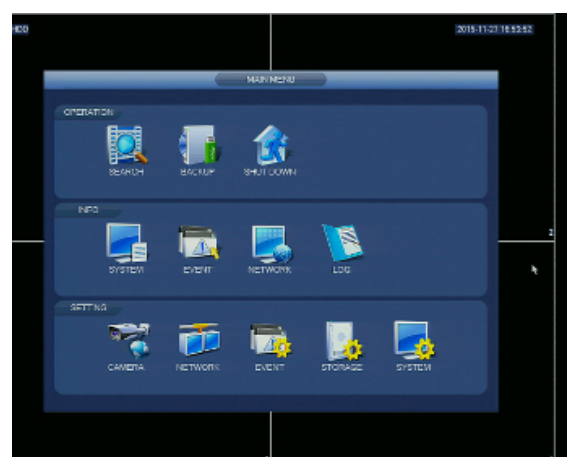 HDD
2015-11-27 16:53:52
MAIN MENU
OPERATION
SEARCH BACKUP SHUTDOWN
INFO
SYSTEM EVENT NETWORK LOG
2
SETTING
CAMERA NETWORK EVENT STORAGE SYSTEM